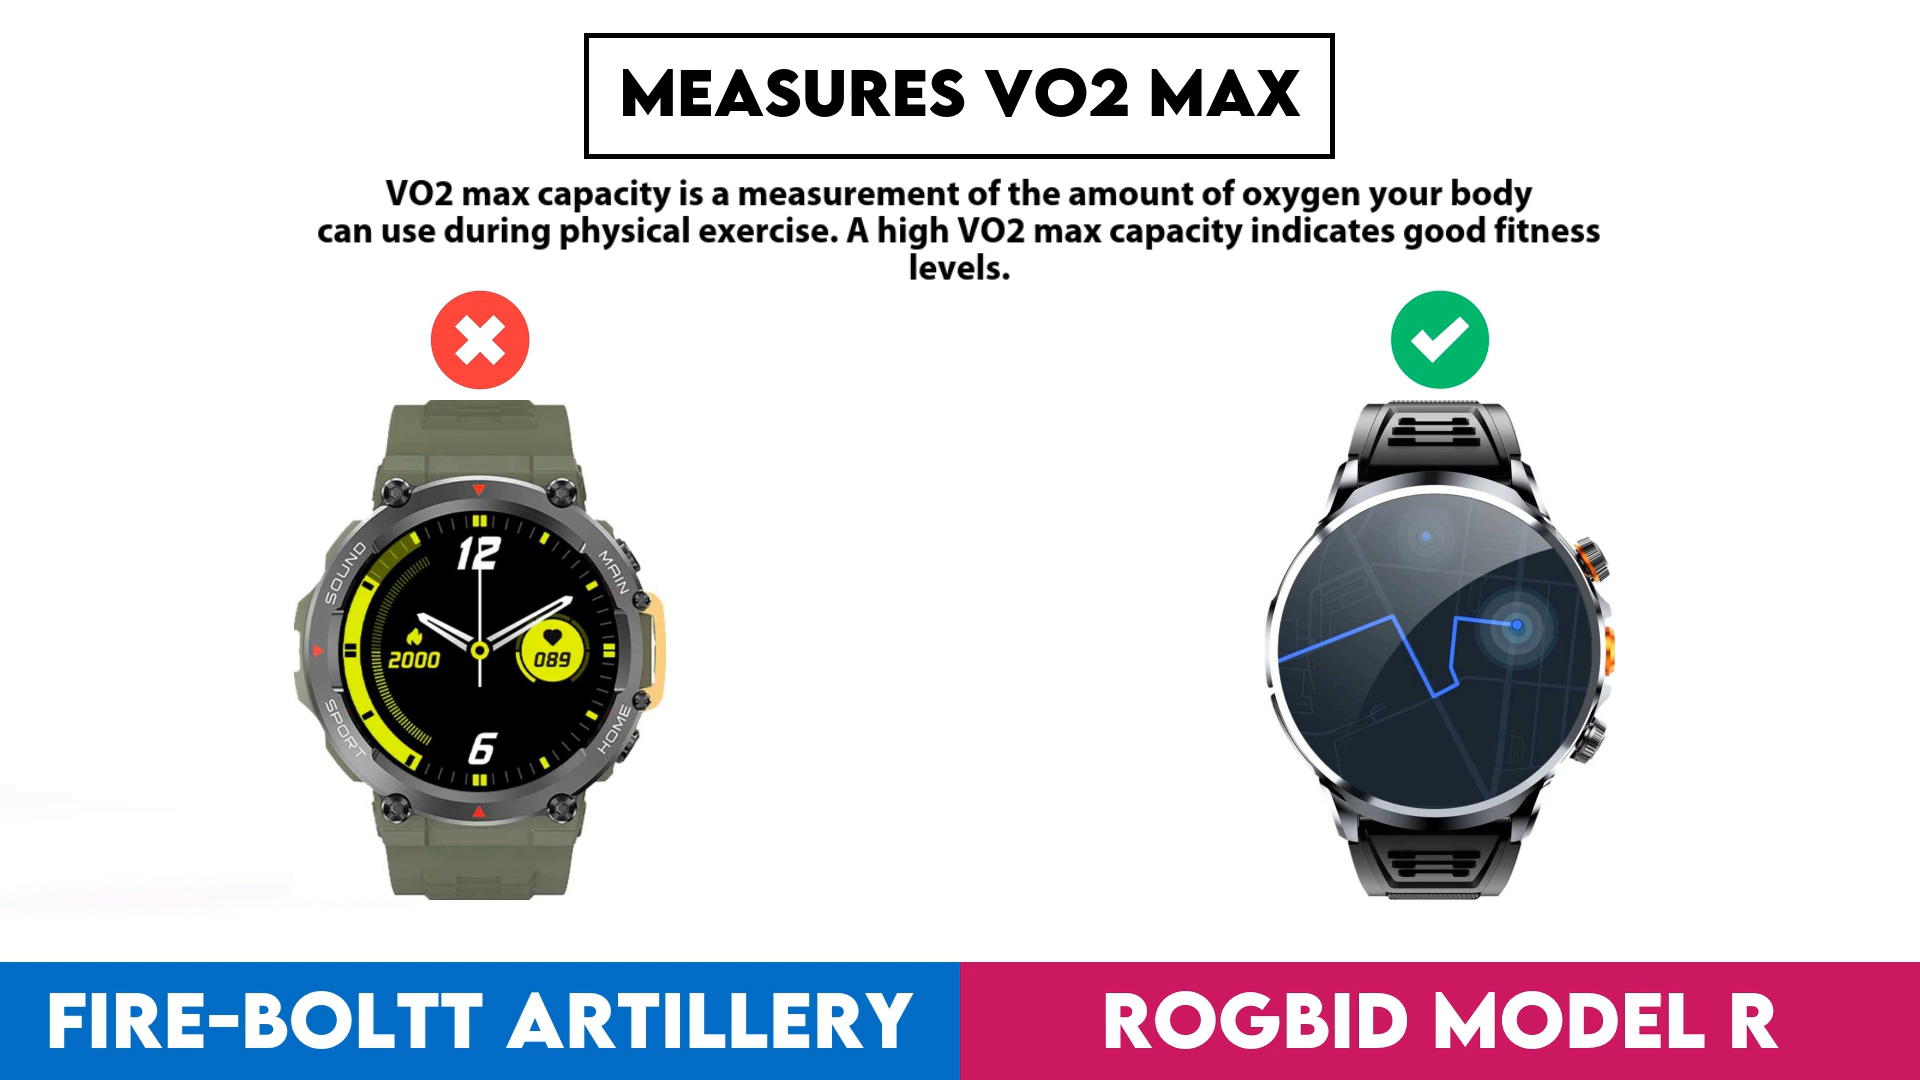 MEASURES VO2 MAX
VO2 max capacity is a measurement of the amount of oxygen your body
can use during physical exercise. A high VO2 max capacity indicates good fitness
levels.
SOUND
MAIN
12
2000
089
SPORT
HOME
6
FIRE-BOLTT ARTILLERY
ROGBID MODEL R